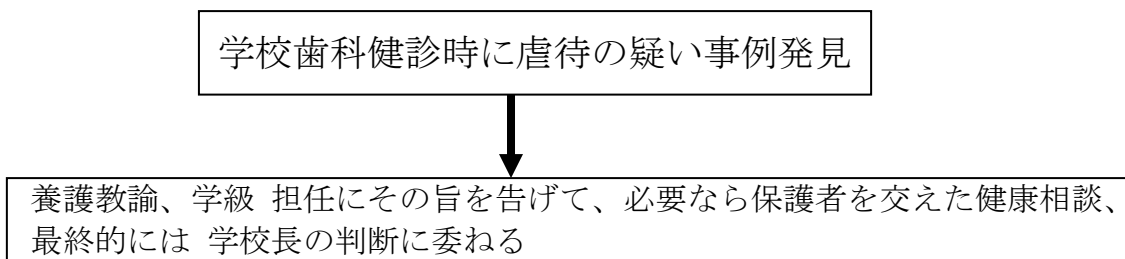 学校歯科健診時に虐待の疑い事例発見
養護教諭、学級 担任にその旨を告げて、必要なら保護者を交えた健康相談、
最終的には 学校長の判断に委ねる